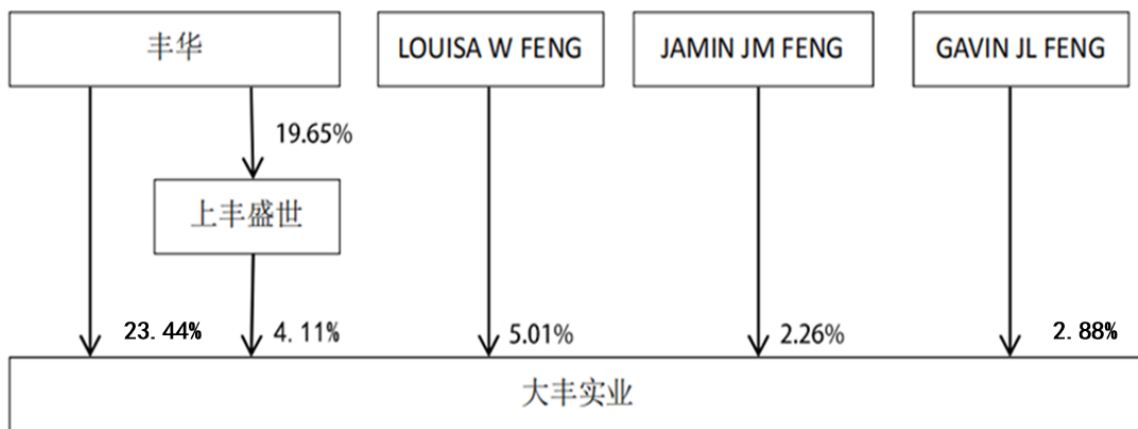 丰华
LOUISA W FENG
JAMIN JM FENG
GAVIN JL FENG
19.65%
上丰盛世
23.44%
4.11%
5.01%
2.26%
2.88%
大丰实业